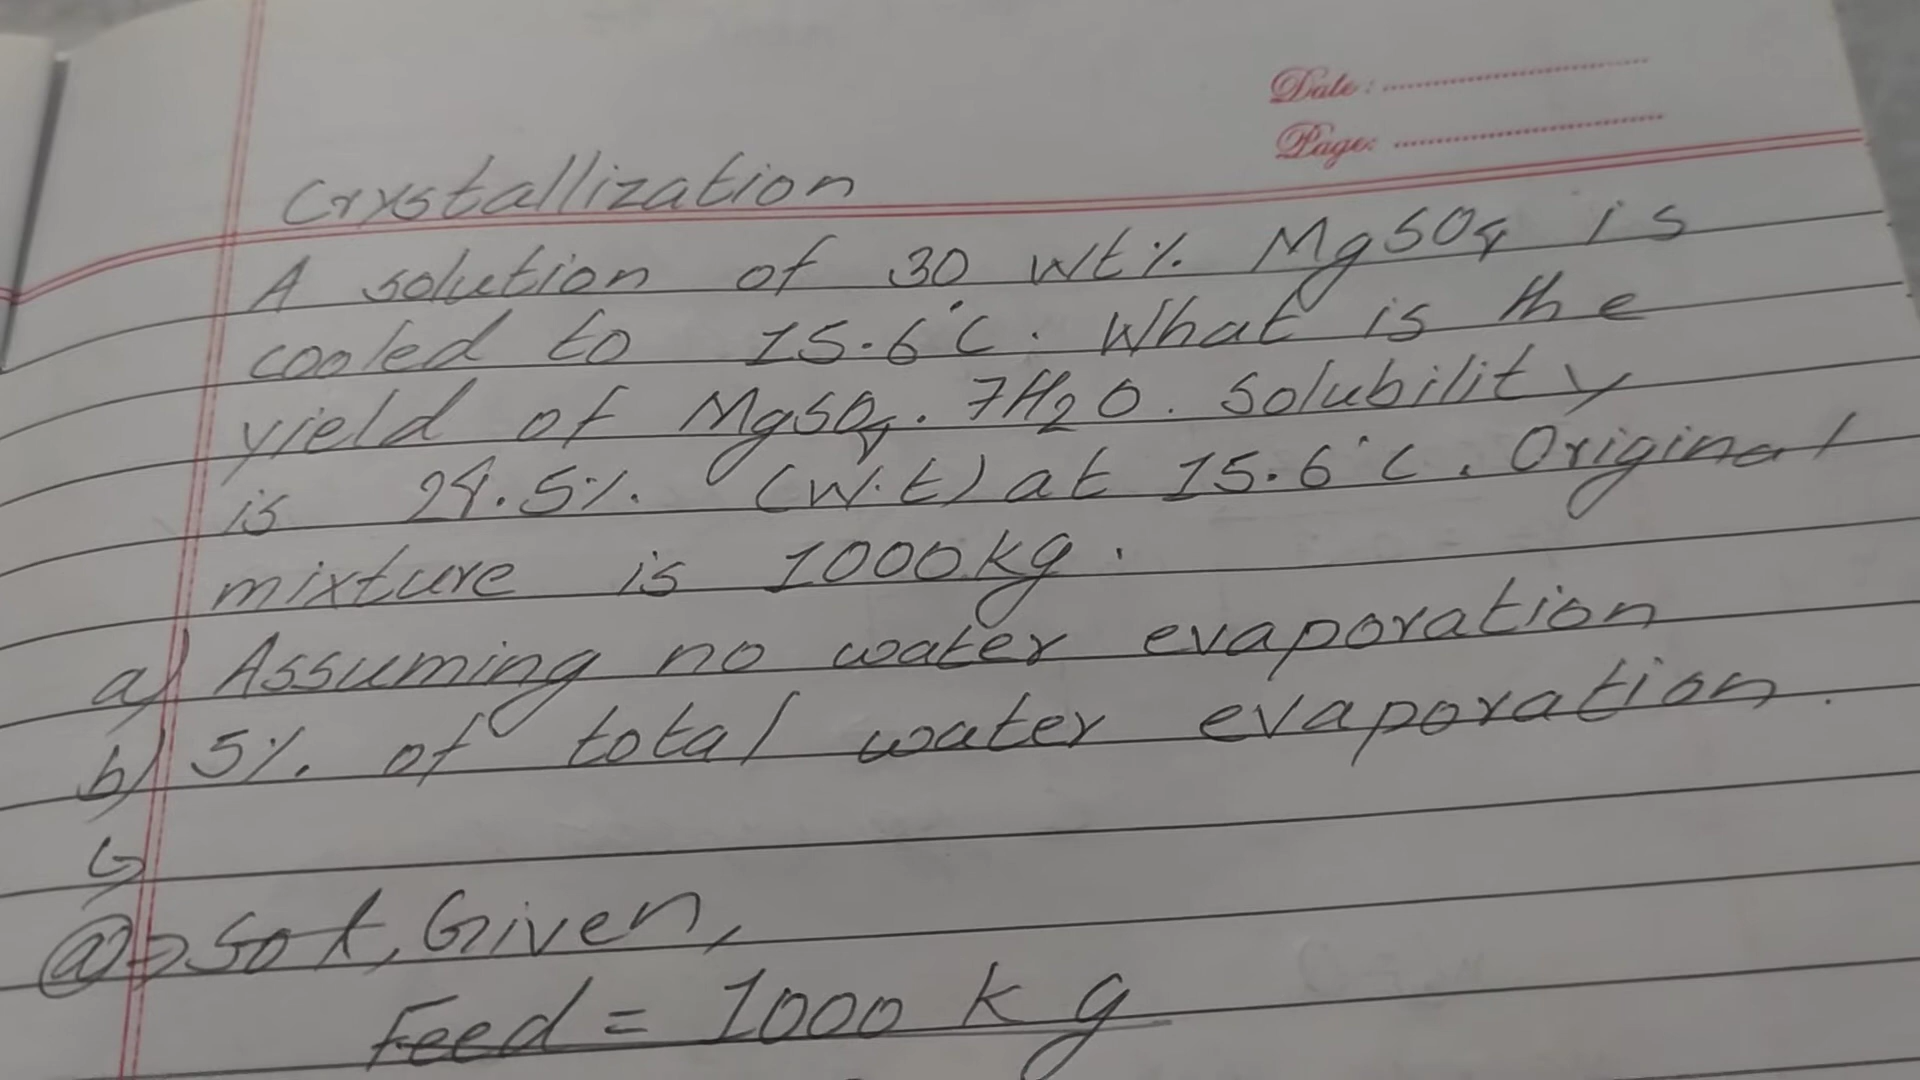 Date:
Page:
Crystallization
A solution of 30 wt% MgSO4 is
cooled to 15.6°C. What is the
yield of MgSO4. 7H2O. Solubility
is 24.5% (w.t) at 15.6°C. Original
mixture is 1000kg.
a) Assuming no water evaporation
b) 5% of total water evaporation.
@=> Sol, Given,
Feed = 1000 kg